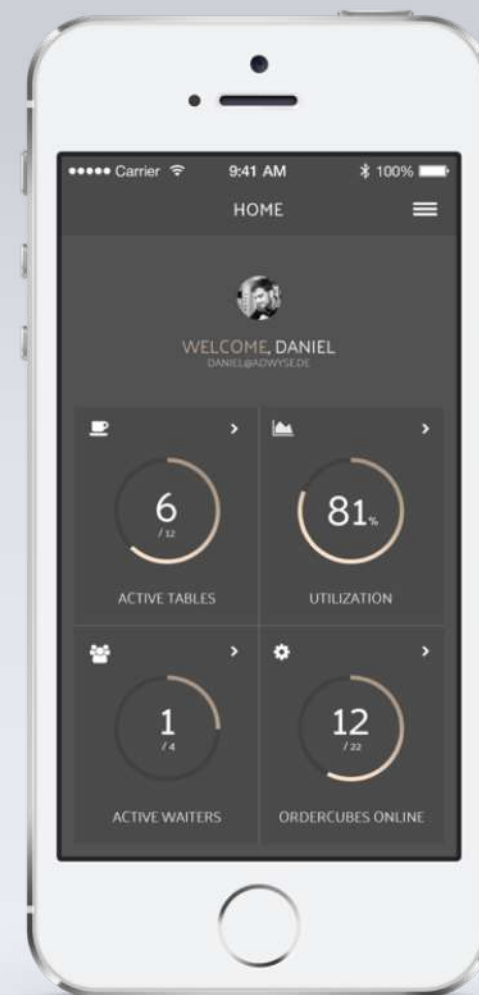 Carrier 9:41 AM 100%
HOME
WELCOME, DANIEL
DANIEL@ADWYSE.DE
6
/ 12
ACTIVE TABLES
81%
UTILIZATION
1
/ 4
ACTIVE WAITERS
12
/ 22
ORDERCUBES ONLINE